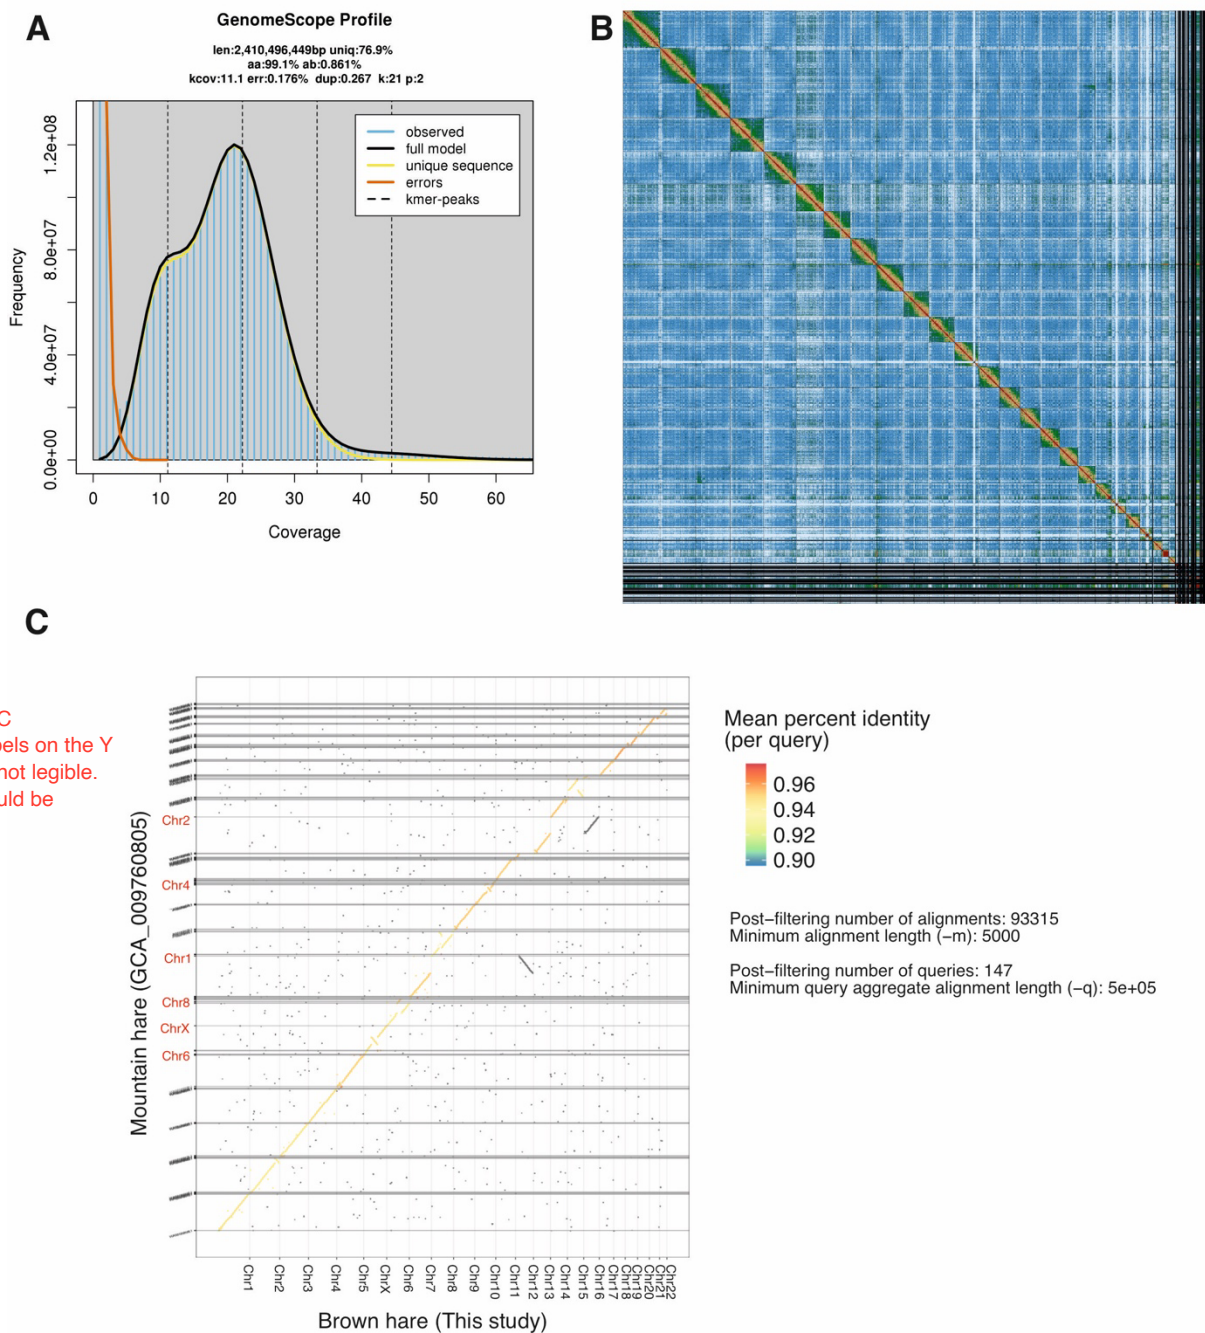 A
GenomeScope Profile
len:2,410,496,449bp uniq:76.9%
aa:99.1% ab:0.861%
kcov:11.1 err:0.176% dup:0.267 k:21 p:2
observed
full model
unique sequence
errors
kmer-peaks
Frequency
0.0e+00
4.0e+07
8.0e+07
1.2e+08
0
10
20
30
40
50
60
Coverage
B
C
C
pels on the Y
not legible.
uld be
Mountain hare (GCA_009760805)
Chr2
Chr4
Chr1
Chr8
ChrX
Chr6
Chr1
Chr2
Chr3
Chr4
Chr5
ChrX
Chr6
Chr7
Chr8
Chr9
Chr10
Chr11
Chr12
Chr13
Chr14
Chr15
Chr16
Chr17
Chr18
Chr19
Chr20
Chr21
Chr22
Brown hare (This study)
Mean percent identity
(per query)
0.96
0.94
0.92
0.90
Post−filtering number of alignments: 93315
Minimum alignment length (−m): 5000
Post−filtering number of queries: 147
Minimum query aggregate alignment length (−q): 5e+05